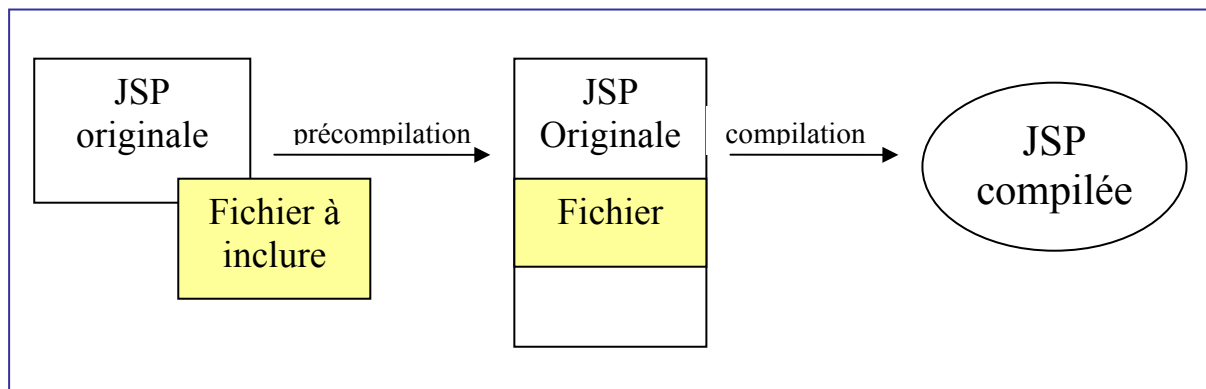 JSP
originale
Fichier à
inclure
précompilation
JSP
Originale
Fichier
compilation
JSP
compilée